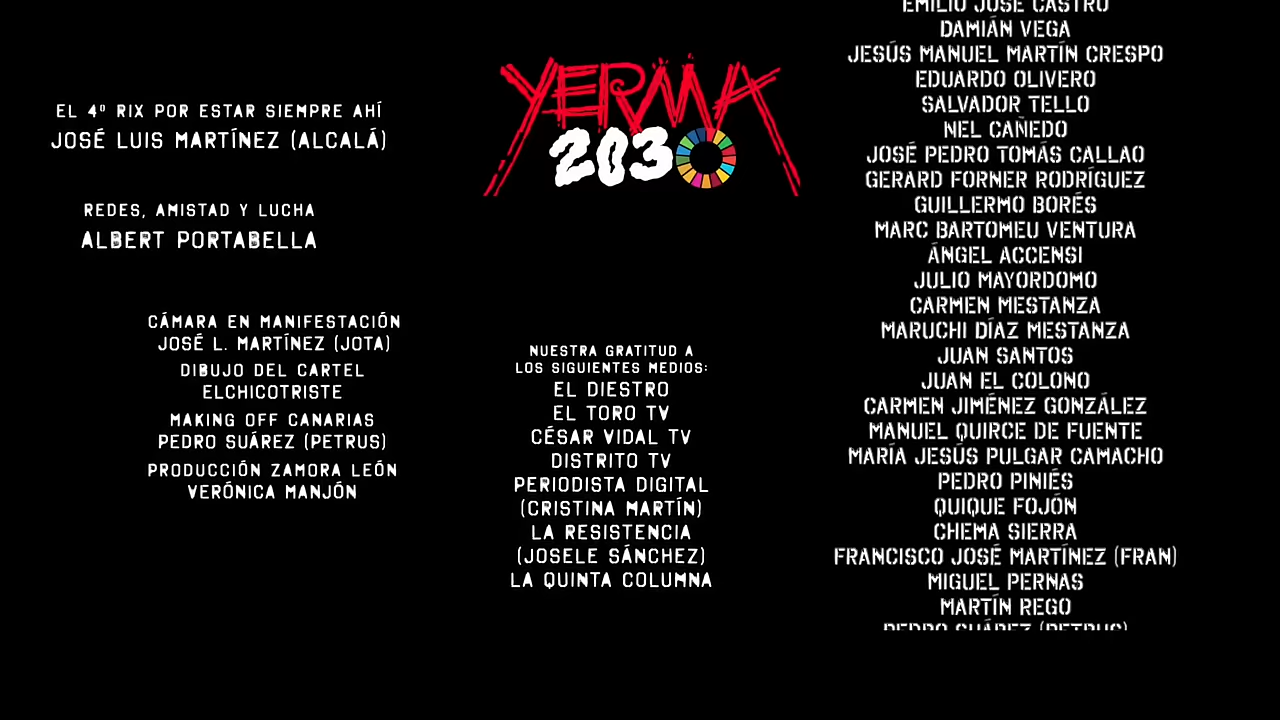 EL 4º RIX POR ESTAR SIEMPRE AHÍ
JOSÉ LUIS MARTÍNEZ (ALCALÁ)
REDES, AMISTAD Y LUCHA
ALBERT PORTABELLA
CÁMARA EN MANIFESTACIÓN
JOSÉ L. MARTÍNEZ (JOTA)
DIBUJO DEL CARTEL
ELCHICOTRISTE
MAKING OFF CANARIAS
PEDRO SUÁREZ (PETRUS)
PRODUCCIÓN ZAMORA LEÓN
VERÓNICA MANJÓN
YERMA
2030
NUESTRA GRATITUD A
LOS SIGUIENTES MEDIOS:
EL DIESTRO
EL TORO TV
CÉSAR VIDAL TV
DISTRITO TV
PERIODISTA DIGITAL
(CRISTINA MARTÍN)
LA RESISTENCIA
(JOSELE SÁNCHEZ)
LA QUINTA COLUMNA
EMILIO JOSÉ CASTRO
DAMIÁN VEGA
JESÚS MANUEL MARTÍN CRESPO
EDUARDO OLIVERO
SALVADOR TELLO
NEL CAÑEDO
JOSÉ PEDRO TOMÁS CALLAO
GERARD FORNER RODRÍGUEZ
GUILLERMO BORÉS
MARC BARTOMEU VENTURA
ÁNGEL ACCENSI
JULIO MAYORDOMO
CARMEN MESTANZA
MARUCHI DÍAZ MESTANZA
JUAN SANTOS
JUAN EL COLONO
CARMEN JIMÉNEZ GONZÁLEZ
MANUEL QUIRCE DE FUENTE
MARÍA JESÚS PULGAR CAMACHO
PEDRO PINIÉS
QUIQUE FOJÓN
CHEMA SIERRA
FRANCISCO JOSÉ MARTÍNEZ (FRAN)
MIGUEL PERNAS
MARTÍN REGO
PEDRO SUÁREZ (PETRUS)